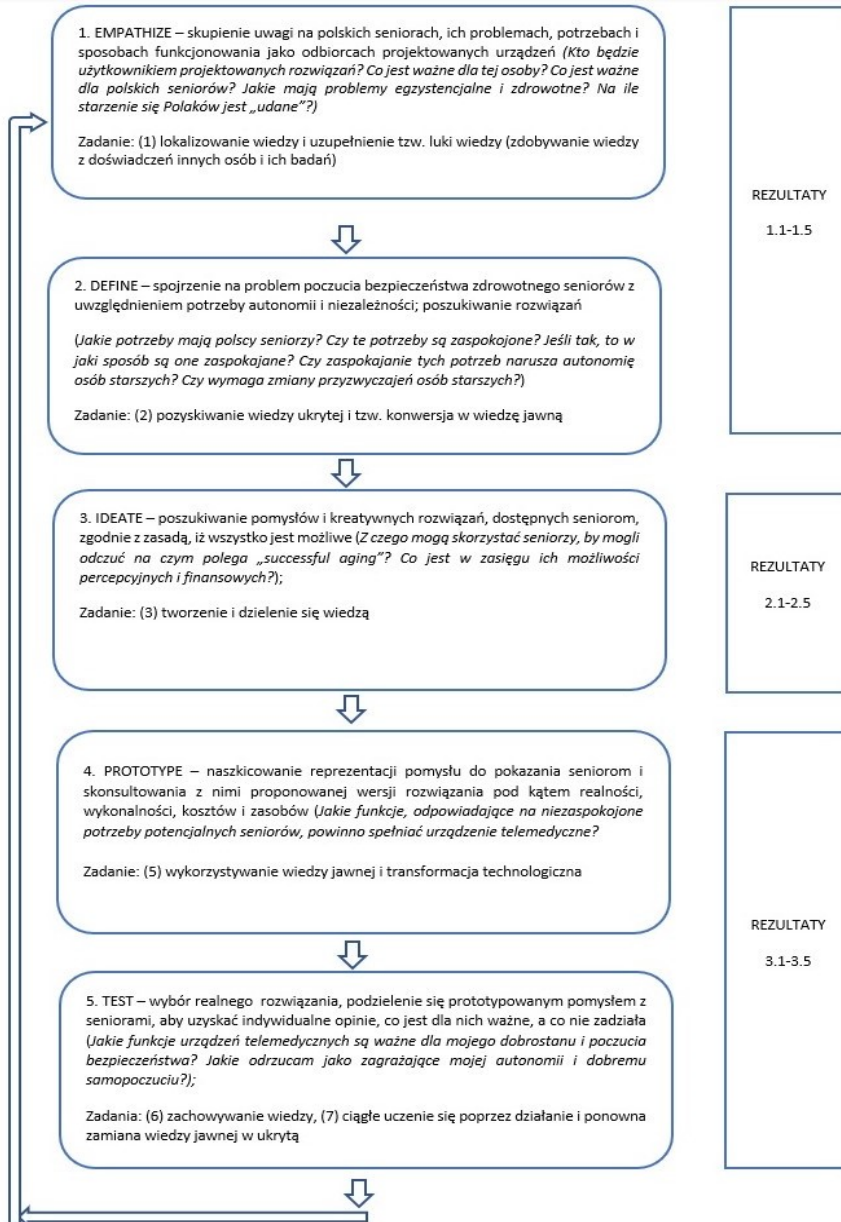 1. EMPATHIZE – skupienie uwagi na polskich seniorach, ich problemach, potrzebach i
sposobach funkcjonowania jako odbiorcach projektowanych urządzeń (Kto będzie
użytkownikiem projektowanych rozwiązań? Co jest ważne dla tej osoby? Co jest ważne
dla polskich seniorów? Jakie mają problemy egzystencjalne i zdrowotne? Na ile
starzenie się Polaków jest „udane”?)
Zadanie: (1) lokalizowanie wiedzy i uzupełnienie tzw. luki wiedzy (zdobywanie wiedzy
z doświadczeń innych osób i ich badań)
REZULTATY
1.1-1.5
2. DEFINE – spojrzenie na problem poczucia bezpieczeństwa zdrowotnego seniorów z
uwzględnieniem potrzeby autonomii i niezależności; poszukiwanie rozwiązań
(Jakie potrzeby mają polscy seniorzy? Czy te potrzeby są zaspokojone? Jeśli tak, to w
jaki sposób są one zaspokajane? Czy zaspokajanie tych potrzeb narusza autonomię
osób starszych? Czy wymaga zmiany przyzwyczajeń osób starszych?)
Zadanie: (2) pozyskiwanie wiedzy ukrytej i tzw. konwersja w wiedzę jawną
3. IDEATE – poszukiwanie pomysłów i kreatywnych rozwiązań, dostępnych seniorom,
zgodnie z zasadą, iż wszystko jest możliwe (Z czego mogą skorzystać seniorzy, by mogli
odczuć na czym polega „successful aging”? Co jest w zasięgu ich możliwości
percepcyjnych i finansowych?);
Zadanie: (3) tworzenie i dzielenie się wiedzą
REZULTATY
2.1-2.5
4. PROTOTYPE – naszkicowanie reprezentacji pomysłu do pokazania seniorom i
skonsultowania z nimi proponowanej wersji rozwiązania pod kątem realności,
wykonalności, kosztów i zasobów (Jakie funkcje, odpowiadające na niezaspokojone
potrzeby potencjalnych seniorów, powinno spełniać urządzenie telemedyczne?
Zadanie: (5) wykorzystywanie wiedzy jawnej i transformacja technologiczna
REZULTATY
3.1-3.5
5. TEST – wybór realnego rozwiązania, podzielenie się prototypowanym pomysłem z
seniorami, aby uzyskać indywidualne opinie, co jest dla nich ważne, a co nie zadziała
(Jakie funkcje urządzeń telemedycznych są ważne dla mojego dobrostanu i poczucia
bezpieczeństwa? Jakie odrzucam jako zagrażające mojej autonomii i dobremu
samopoczuciu?);
Zadania: (6) zachowywanie wiedzy, (7) ciągłe uczenie się poprzez działanie i ponowna
zamiana wiedzy jawnej w ukrytą